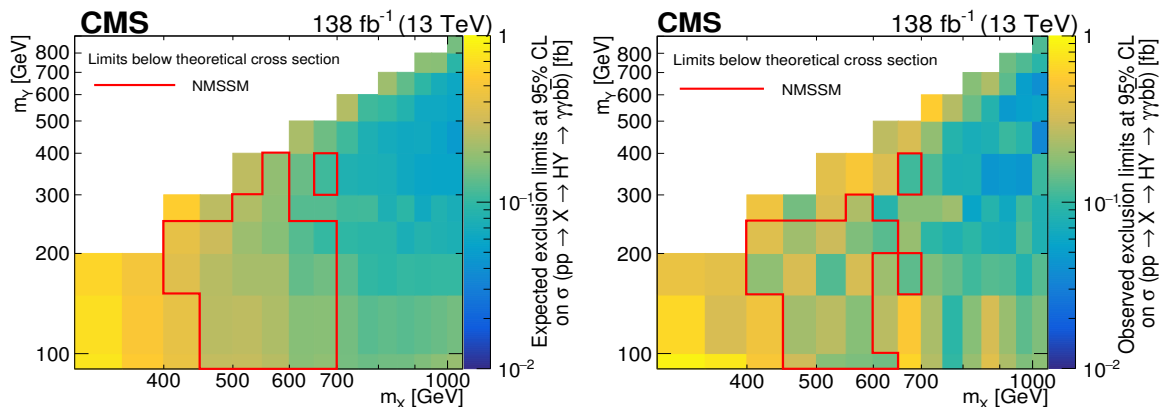 CMS 138 fb⁻¹ (13 TeV)
Limits below theoretical cross section
NMSSM
m_Y [GeV]
800
700
600
500
400
300
200
100
400 500 600 700 1000
m_X [GeV]
1
10⁻¹
10⁻²
Expected exclusion limits at 95% CL
on σ (pp → X → HY → γγbb̄) [fb]
CMS 138 fb⁻¹ (13 TeV)
Limits below theoretical cross section
NMSSM
m_Y [GeV]
800
700
600
500
400
300
200
100
400 500 600 700 1000
m_X [GeV]
1
10⁻¹
10⁻²
Observed exclusion limits at 95% CL
on σ (pp → X → HY → γγbb̄) [fb]